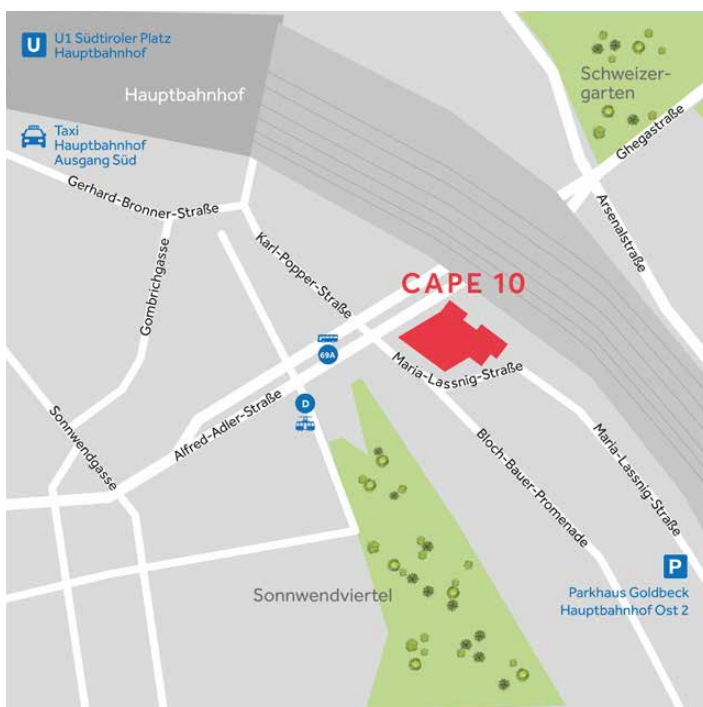 U
U1 Südtiroler Platz
Hauptbahnhof
Hauptbahnhof
Schweizer-
garten
Taxi
Hauptbahnhof
Ausgang Süd
Ghegastraße
Gerhard-Bronner-Straße
Arsenalstraße
Gombrichgasse
Karl-Popper-Straße
CAPE 10
69A
Maria-Lassnig-Straße
D
Alfred-Adler-Straße
Sonnwendgasse
Bloch-Bauer-Promenade
Maria-Lassnig-Straße
P
Sonnwendviertel
Parkhaus Goldbeck
Hauptbahnhof Ost 2